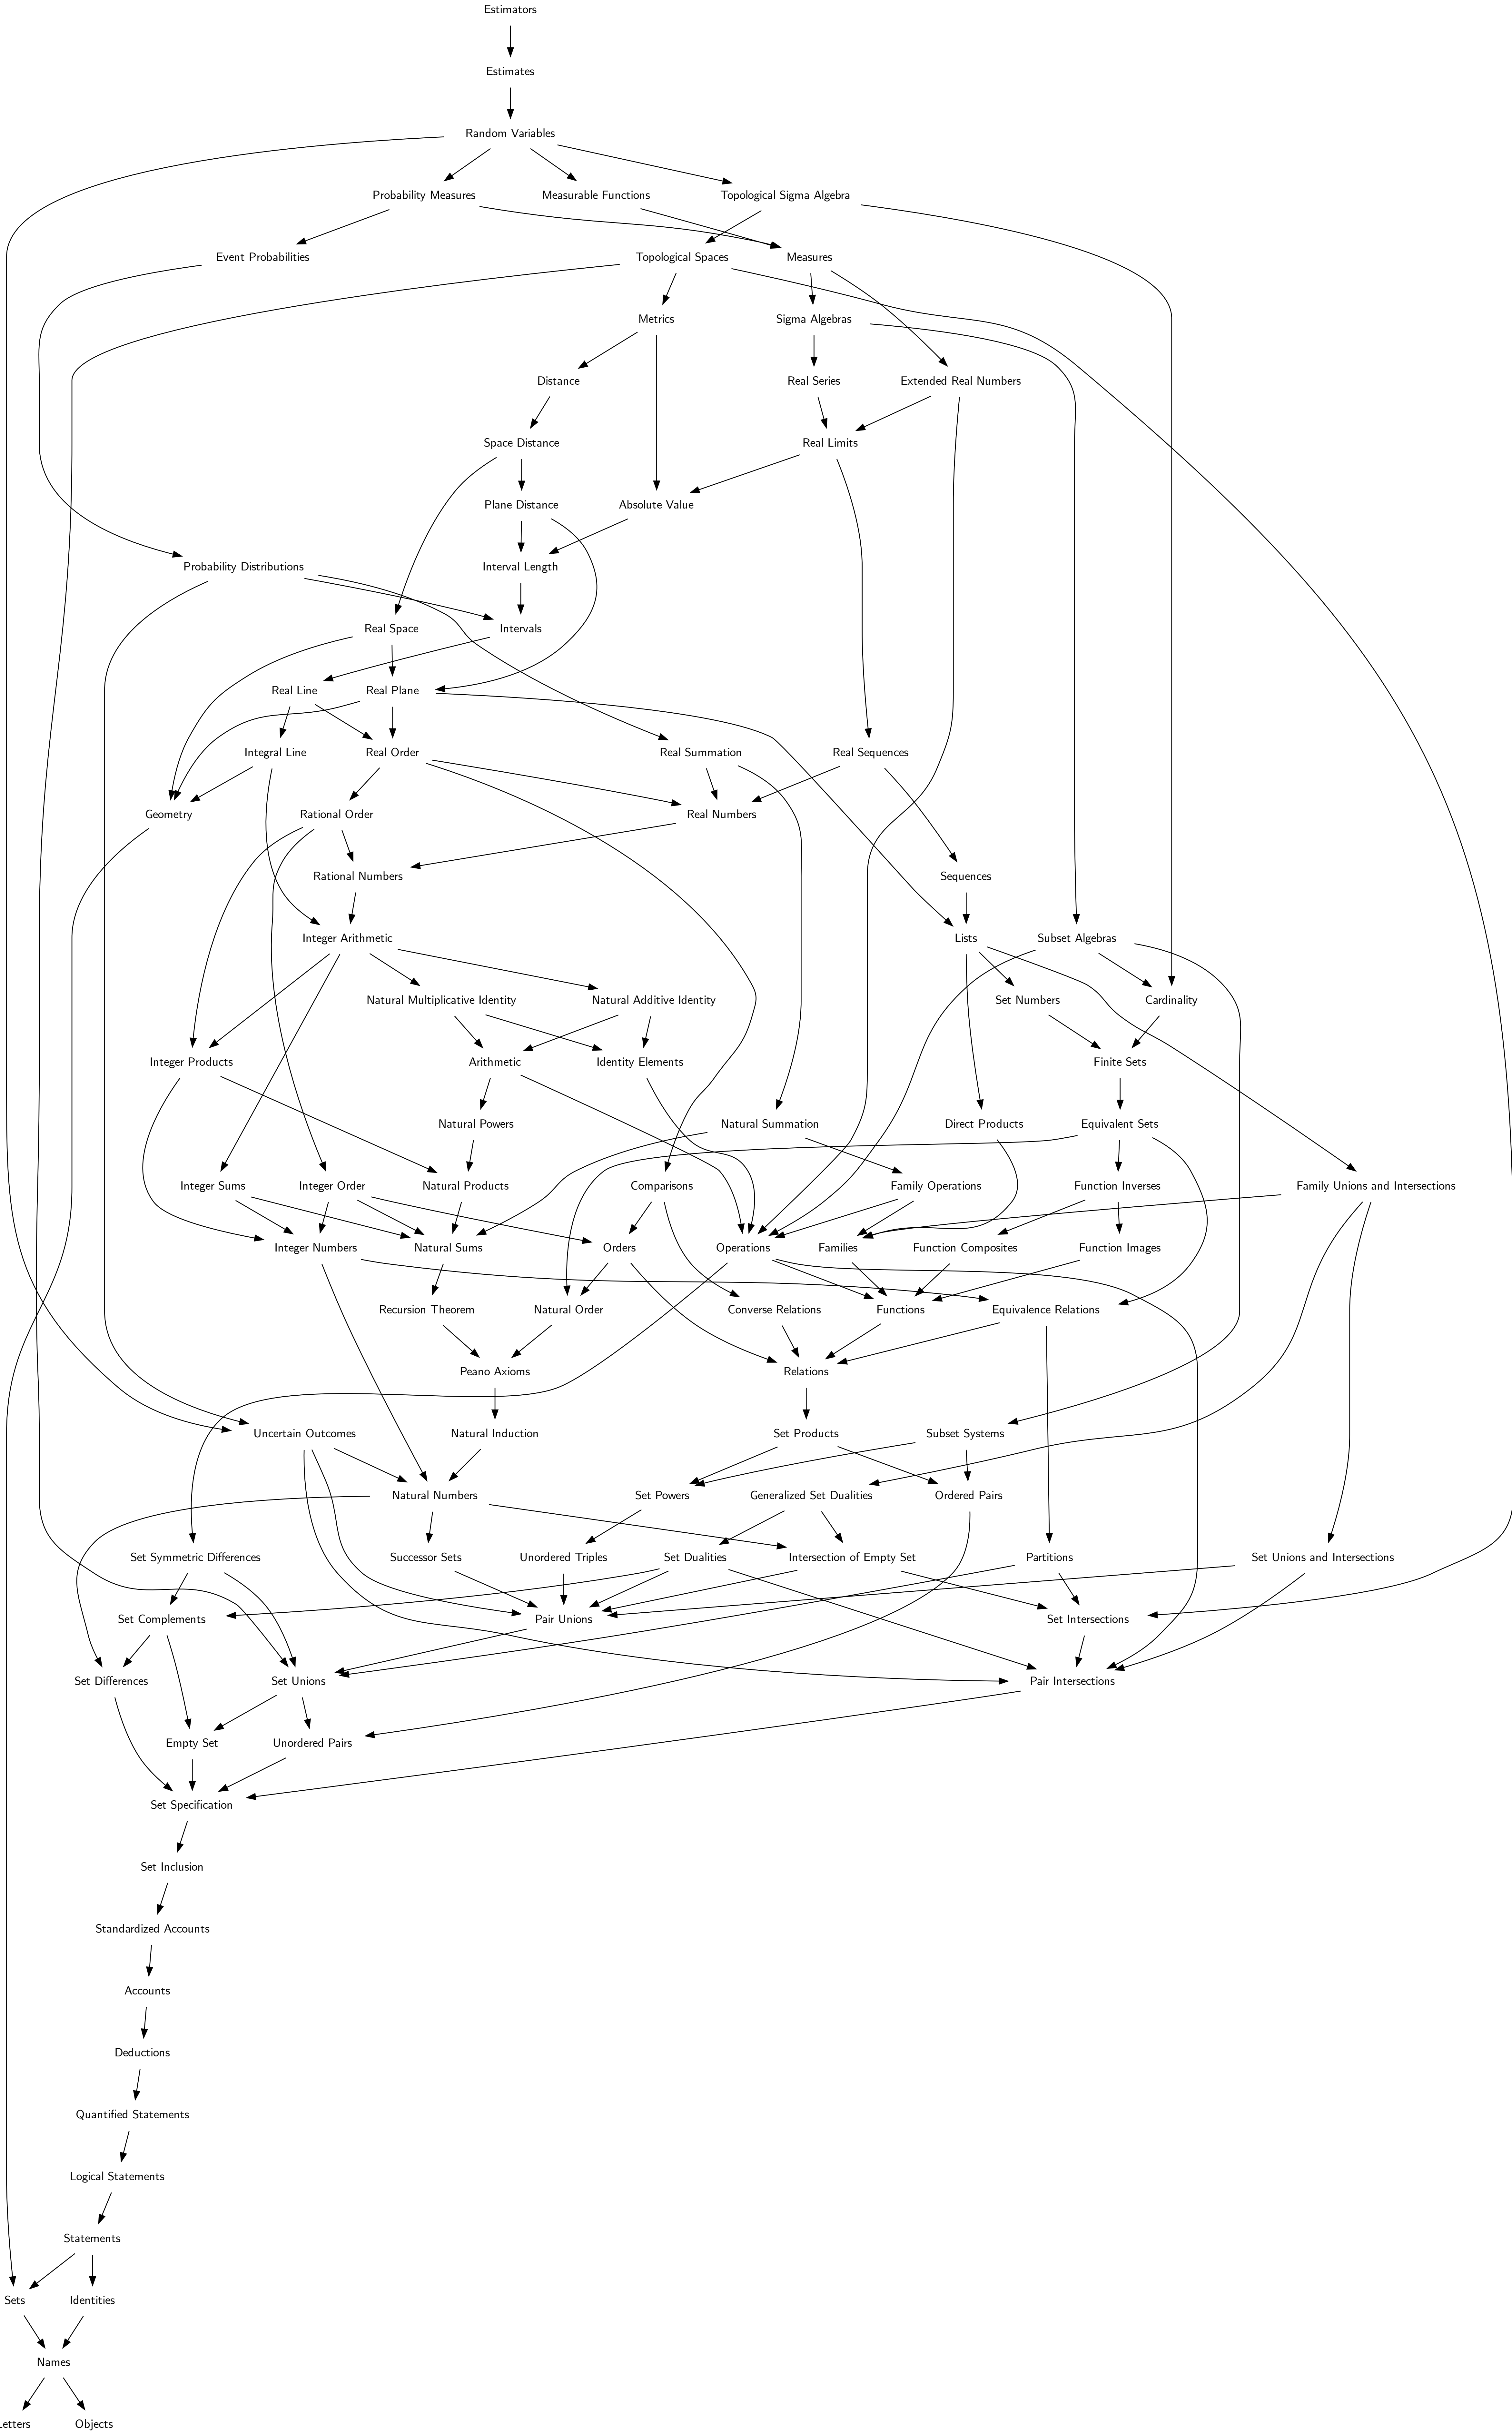 Estimators
Estimates
Random Variables
Probability Measures
Measurable Functions
Topological Sigma Algebra
Event Probabilities
Topological Spaces
Measures
Metrics
Sigma Algebras
Distance
Real Series
Extended Real Numbers
Space Distance
Real Limits
Plane Distance
Absolute Value
Probability Distributions
Interval Length
Real Space
Intervals
Real Line
Real Plane
Integral Line
Real Order
Real Summation
Real Sequences
Geometry
Rational Order
Real Numbers
Rational Numbers
Sequences
Integer Arithmetic
Lists
Subset Algebras
Natural Multiplicative Identity
Natural Additive Identity
Set Numbers
Cardinality
Integer Products
Arithmetic
Identity Elements
Finite Sets
Natural Powers
Natural Summation
Direct Products
Equivalent Sets
Integer Sums
Integer Order
Natural Products
Comparisons
Family Operations
Function Inverses
Family Unions and Intersections
Integer Numbers
Natural Sums
Orders
Operations
Families
Function Composites
Function Images
Recursion Theorem
Natural Order
Converse Relations
Functions
Equivalence Relations
Peano Axioms
Relations
Uncertain Outcomes
Natural Induction
Set Products
Subset Systems
Natural Numbers
Set Powers
Generalized Set Dualities
Ordered Pairs
Set Symmetric Differences
Successor Sets
Unordered Triples
Set Dualities
Intersection of Empty Set
Partitions
Set Unions and Intersections
Set Complements
Pair Unions
Set Intersections
Set Differences
Set Unions
Pair Intersections
Empty Set
Unordered Pairs
Set Specification
Set Inclusion
Standardized Accounts
Accounts
Deductions
Quantified Statements
Logical Statements
Statements
Sets
Identities
Names
Letters
Objects